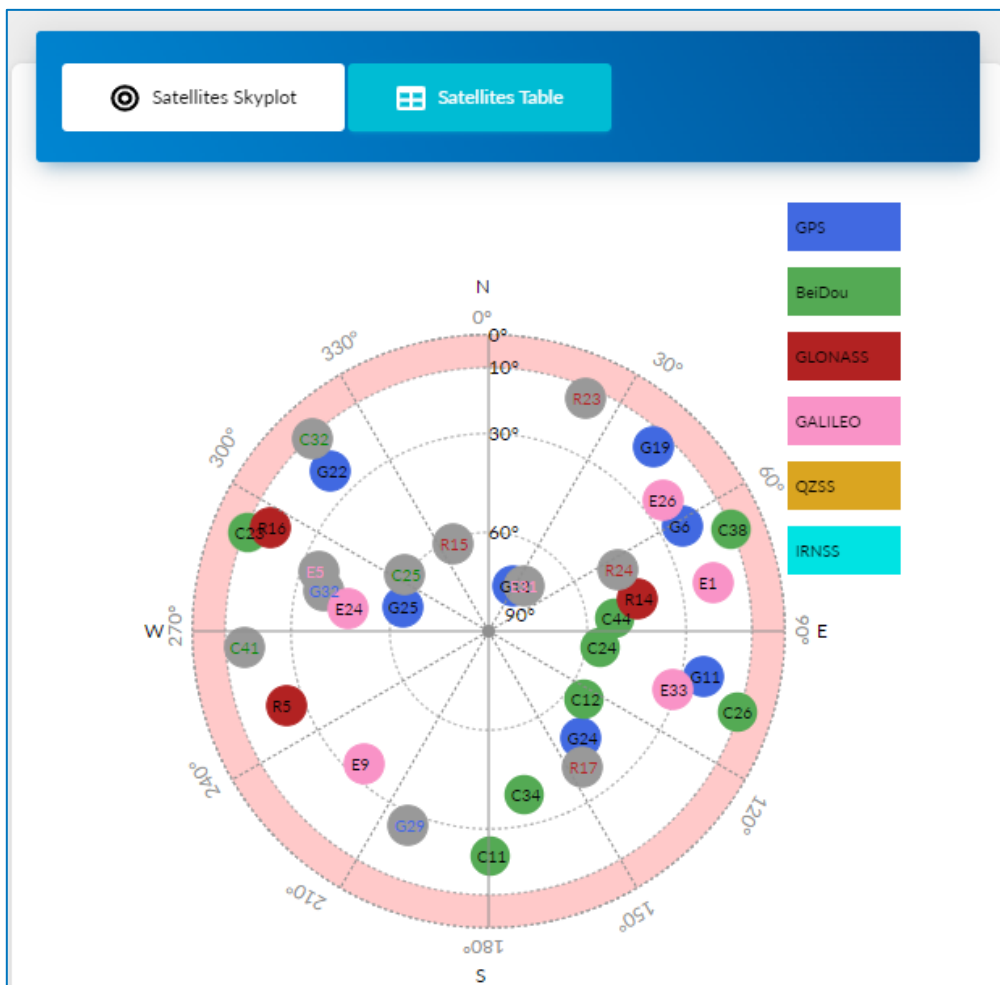 Satellites Skyplot
Satellites Table
GPS
BeiDou
GLONASS
GALILEO
QZSS
IRNSS
N
0°
0°
330°
30°
10°
R23
C32
30°
G19
300°
G22
60°
E26
G6
C38
C23
R16
60°
R15
E5
C25
R24
E1
G32
G25
E24
R14
90°
C44
270°
W
90°
E
C41
C24
G11
E33
R5
C12
C26
G24
240°
E9
R17
C34
120°
G29
C11
210°
150°
180°
S